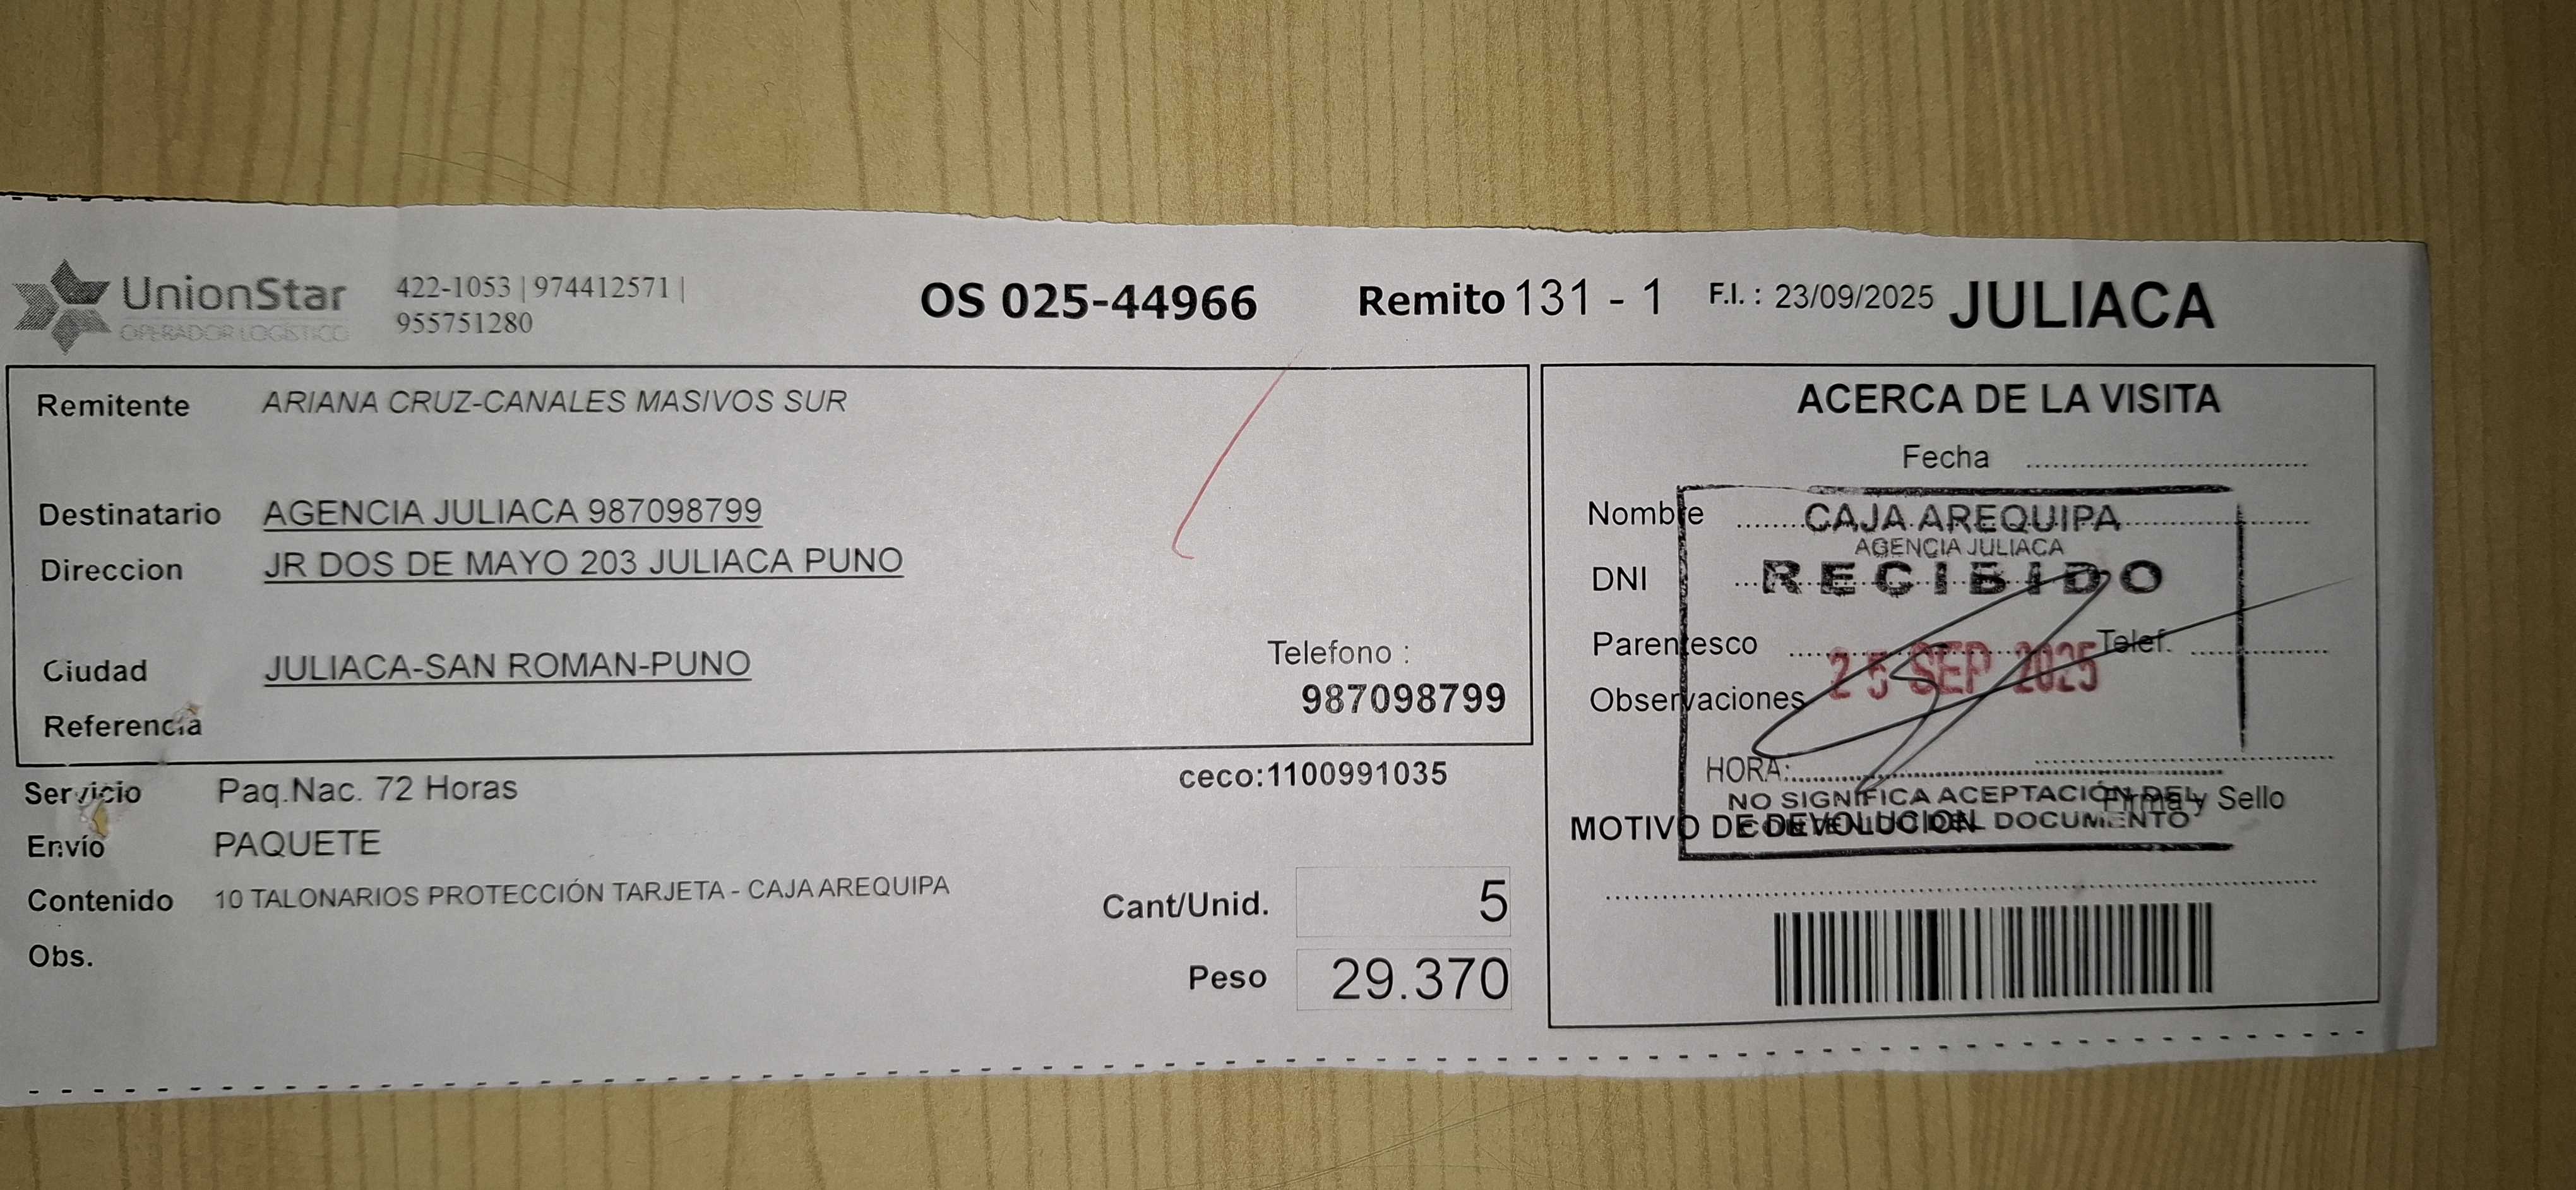 UnionStar
OPERADOR LOGÍSTICO
422-1053 | 974412571 |
955751280
OS 025-44966
Remito 131 - 1
F.I. : 23/09/2025
JULIACA
Remitente ARIANA CRUZ-CANALES MASIVOS SUR
Destinatario AGENCIA JULIACA 987098799
Direccion JR DOS DE MAYO 203 JULIACA PUNO
Ciudad JULIACA-SAN ROMAN-PUNO
Telefono :
987098799
Referencia
Servicio Paq.Nac. 72 Horas
ceco:1100991035
Envío PAQUETE
Contenido 10 TALONARIOS PROTECCIÓN TARJETA - CAJA AREQUIPA
Cant/Unid. 5
Obs.
Peso 29.370
ACERCA DE LA VISITA
Fecha
Nombre
CAJA AREQUIPA
AGENCIA JULIACA
DNI
RECIBIDO
Parentesco
Telef.
25 SEP 2025
Observaciones
HORA:
NO SIGNIFICA ACEPTACIÓN DEL
Firma y Sello
MOTIVO DE DEVOLUCION
CONTENIDO DEL DOCUMENTO